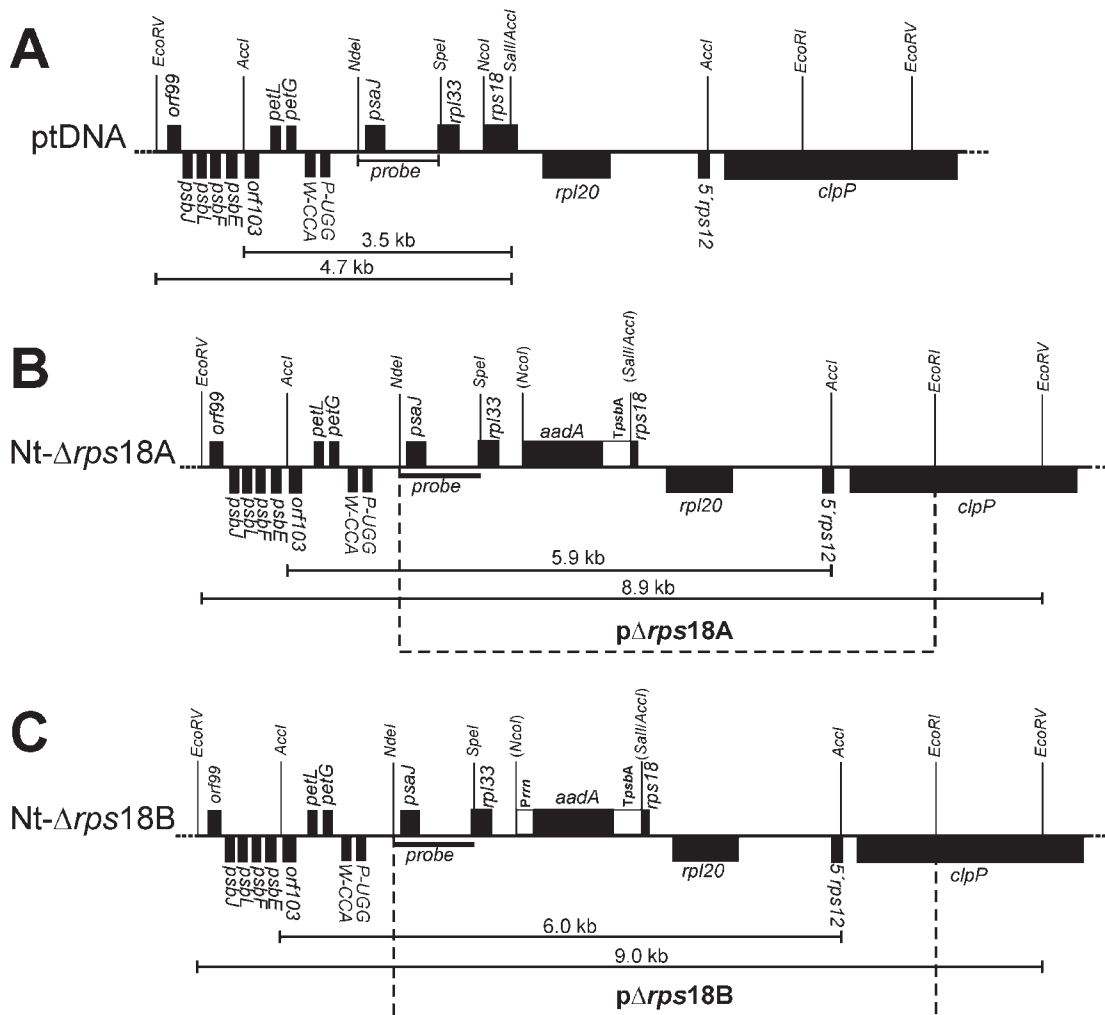 A
EcoRV
AccI
NdeI
SpeI
NcoI
SalI/AccI
AccI
EcoRI
EcoRV
orf99
petL
petG
psaJ
rpl33
rps18
ptDNA
psbJ
psbL
psbF
psbE
orf103
W-CCA
P-UGG
probe
rpl20
5´rps12
clpP
3.5 kb
4.7 kb
B
EcoRV
AccI
NdeI
SpeI
(NcoI)
(SalI/AccI)
AccI
EcoRI
EcoRV
orf99
petL
petG
psaJ
rpl33
aadA
TpsbA
rps18
Nt-Δrps18A
psbJ
psbL
psbF
psbE
orf103
W-CCA
P-UGG
probe
rpl20
5´rps12
clpP
5.9 kb
8.9 kb
pΔrps18A
C
EcoRV
AccI
NdeI
SpeI
(NcoI)
(SalI/AccI)
AccI
EcoRI
EcoRV
orf99
petL
petG
psaJ
rpl33
Prrn
aadA
TpsbA
rps18
Nt-Δrps18B
psbJ
psbL
psbF
psbE
orf103
W-CCA
P-UGG
probe
rpl20
5´rps12
clpP
6.0 kb
9.0 kb
pΔrps18B